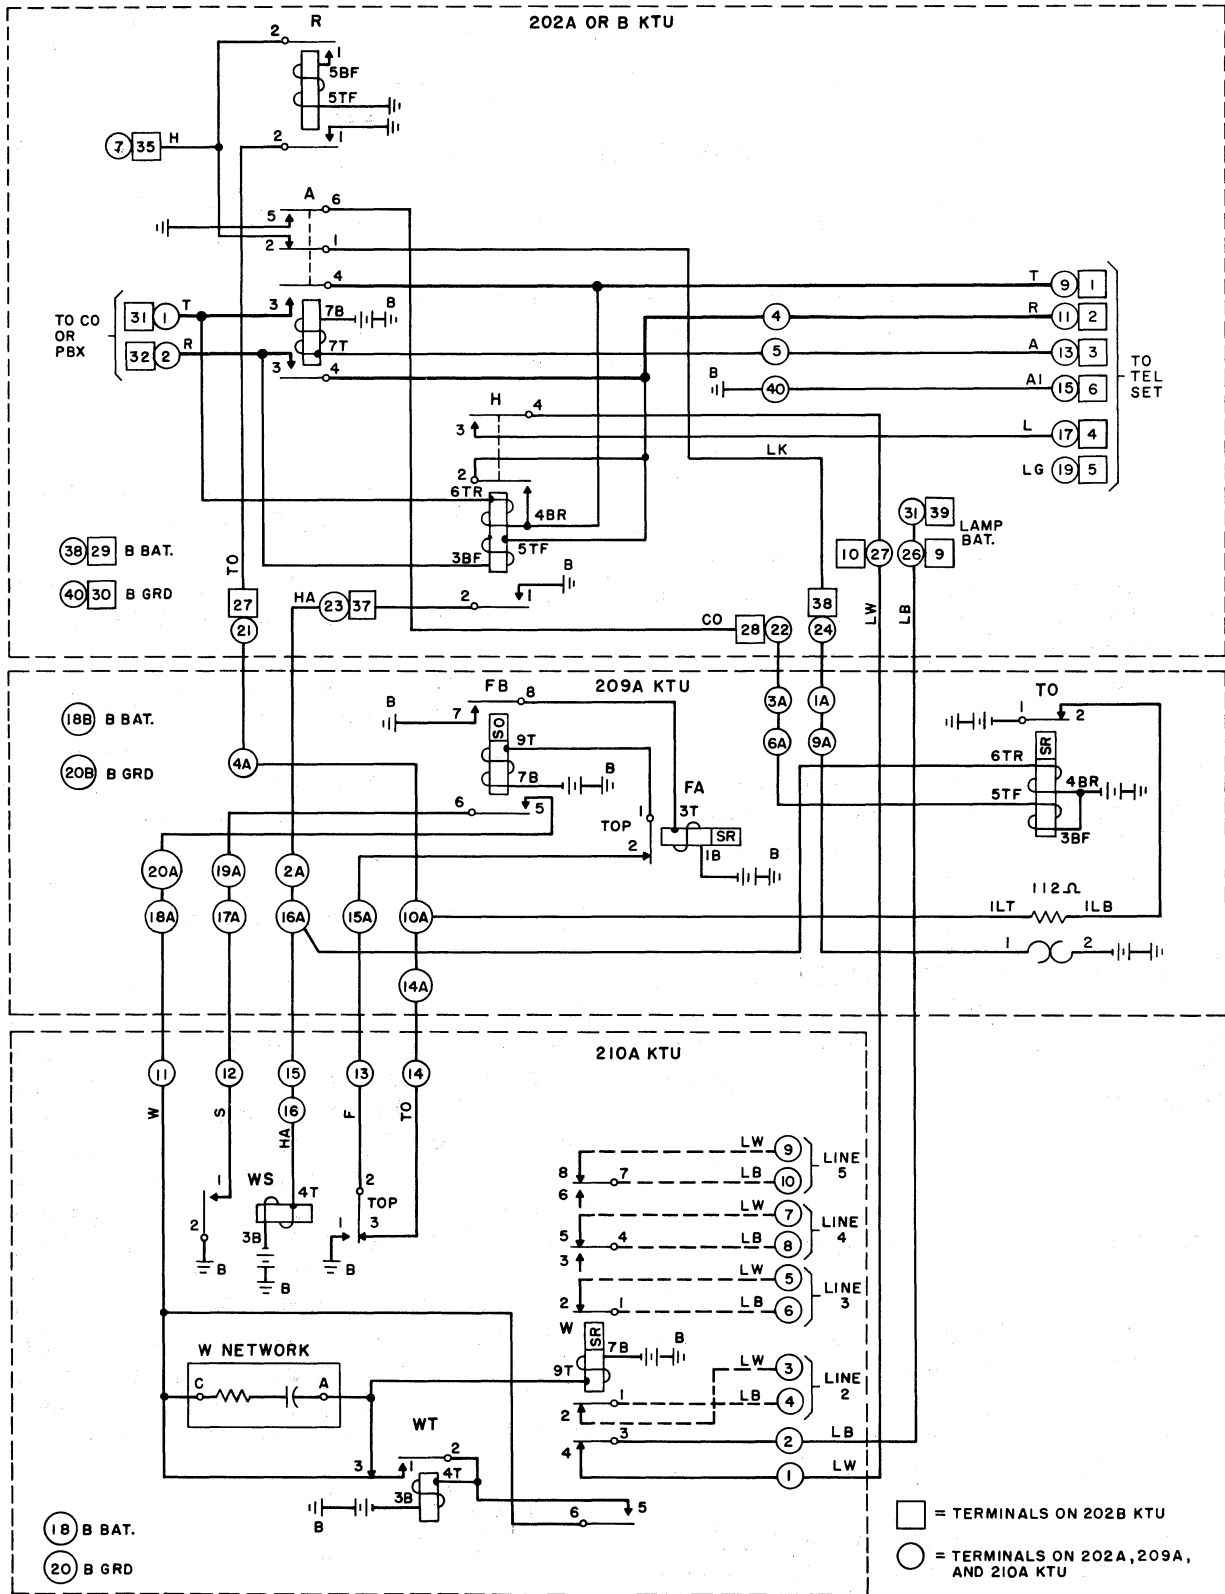 202A OR B KTU
R
2
1
5BF
5TF
1
2
7 35 H
A
6
5
2
1
4
T 9 1
TO CO
OR
PBX
31 1 T
3
7B
B
4
R 11 2
32 2 R
7T
5
A 13 3
3
4
B
40
A1 15 6
TO
TEL
SET
H
4
3
L 17 4
LK
2
LG 19 5
6TR
4BR
31 39
LAMP
BAT.
38 29 B BAT.
5TF
3BF
10 27
26 9
TO
B
40 30 B GRD
27
HA 23 37
2
1
38
LW
LB
21
CO 28 22
24
18B B BAT.
FB
8
209A KTU
TO
B
7
SO
3A
1A
1
2
9T
20B B GRD
4A
6A
9A
SR
7B
B
FA
6TR
4BR
6
5
1
TOP
3T
5TF
2
SR
1B
B
3BF
20A
19A
2A
112Ω
18A
17A
16A
15A
10A
1LT
1LB
1
2
14A
210A KTU
11
12
15
13
14
W
S
16
F
TO
HA
LW 9
LINE
5
8
7
LB 10
1
WS
4T
2
TOP
6
LW 7
LINE
4
2
3B
1
3
5
4
LB 8
B
B
B
3
LW 5
LINE
3
2
1
LB 6
W
SR
7B
B
W NETWORK
9T
LW 3
LINE
2
C
A
1
LB 4
2
WT
3
2
LB
4
2
3
1
4T
1
LW
3B
B
6
5
18 B BAT.
20 B GRD
= TERMINALS ON 202B KTU
= TERMINALS ON 202A, 209A,
AND 210A KTU